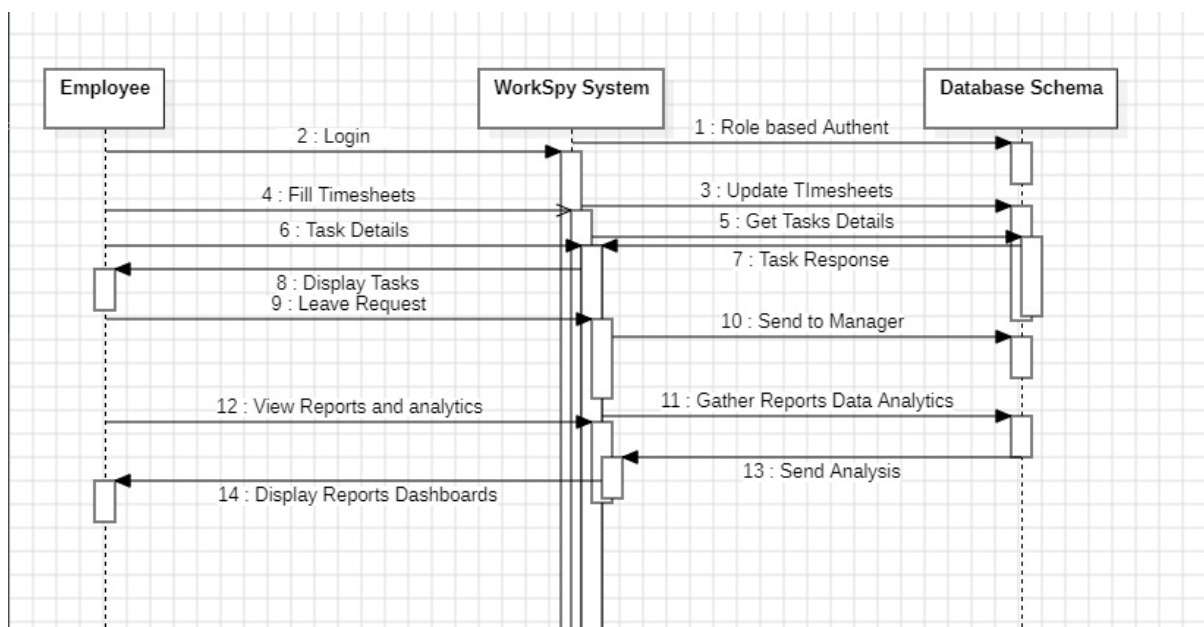 Employee
WorkSpy System
Database Schema
1 : Role based Authent
2 : Login
3 : Update TImesheets
4 : Fill Timesheets
5 : Get Tasks Details
6 : Task Details
7 : Task Response
8 : Display Tasks
9 : Leave Request
10 : Send to Manager
11 : Gather Reports Data Analytics
12 : View Reports and analytics
13 : Send Analysis
14 : Display Reports Dashboards